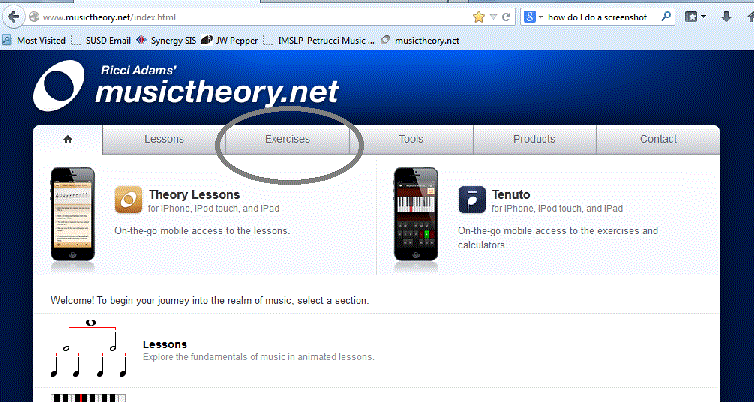 www.musictheory.net/index.html
how do I do a screenshot
Most Visited
SUSD Email
Synergy SIS
JW Pepper
IMSLP- Petrucci Music ...
musictheory.net
Ricci Adams'
musictheory.net
Lessons
Exercises
Tools
Products
Contact
Theory Lessons
for iPhone, iPod touch, and iPad
On-the-go mobile access to the lessons.
Tenuto
for iPhone, iPod touch, and iPad
On-the-go mobile access to the exercises and
calculators.
Welcome! To begin your journey into the realm of music, select a section.
Lessons
Explore the fundamentals of music in animated lessons.